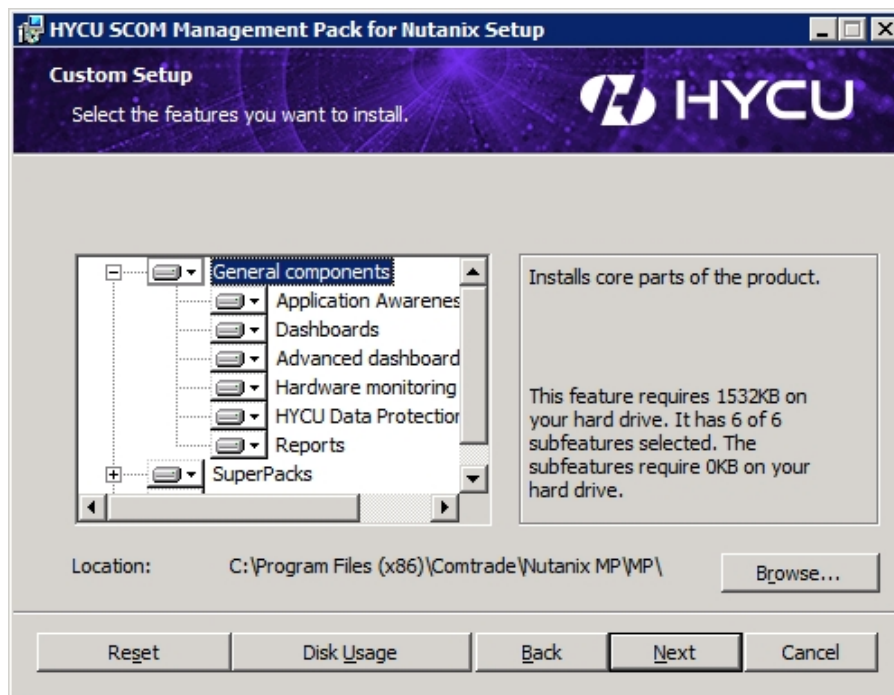 HYCU SCOM Management Pack for Nutanix Setup
Custom Setup
Select the features you want to install.
HYCU
General components
Application Awarenes
Dashboards
Advanced dashboard
Hardware monitoring
HYCU Data Protection
Reports
SuperPacks
Installs core parts of the product.
This feature requires 1532KB on
your hard drive. It has 6 of 6
subfeatures selected. The
subfeatures require 0KB on your
hard drive.
Location:
C:\Program Files (x86)\Comtrade\Nutanix MP\MP\
Browse...
Reset
Disk Usage
Back
Next
Cancel